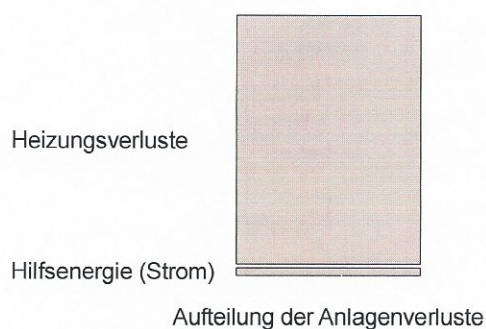 Heizungsverluste
Hilfsenergie (Strom)
Aufteilung der Anlagenverluste